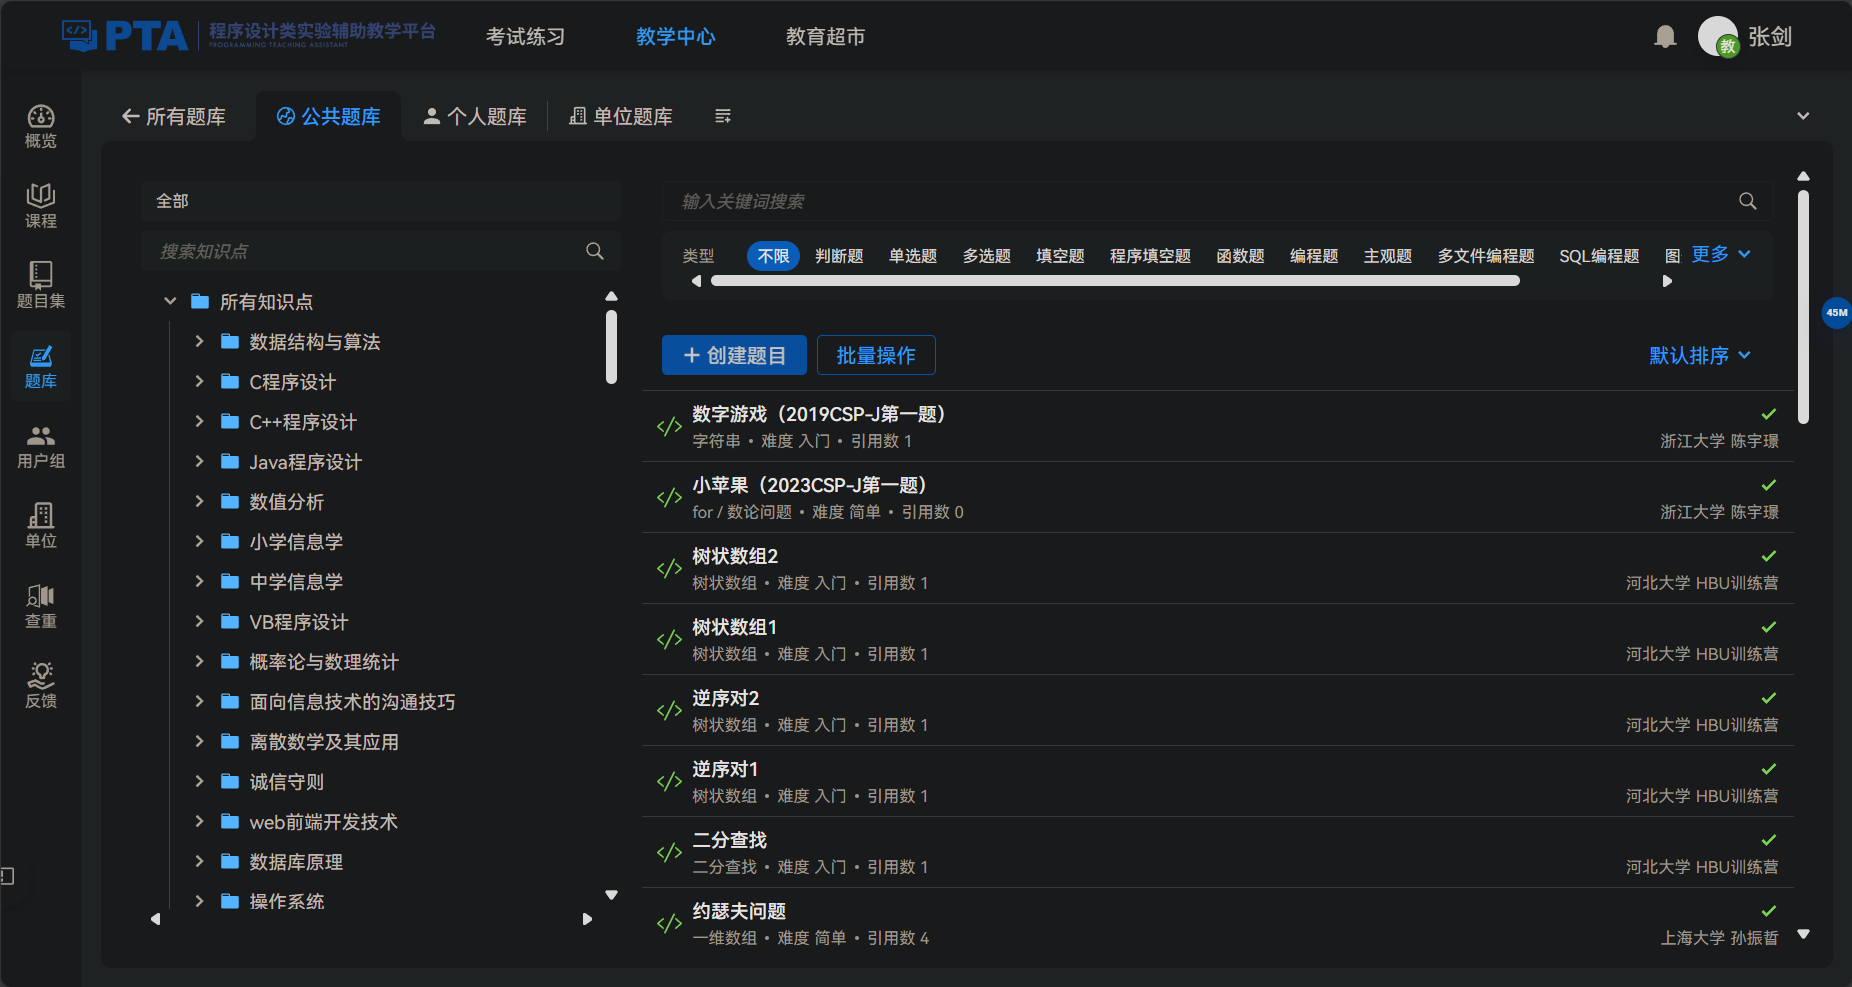 PTA 程序设计类实验辅助教学平台
PROGRAMMING TEACHING ASSISTANT
考试练习
教学中心
教育超市
教
张剑
概览
课程
题目集
题库
用户组
单位
查重
反馈
所有题库
公共题库
个人题库
单位题库
全部
搜索知识点
所有知识点
数据结构与算法
C程序设计
C++程序设计
Java程序设计
数值分析
小学信息学
中学信息学
VB程序设计
概率论与数理统计
面向信息技术的沟通技巧
离散数学及其应用
诚信守则
web前端开发技术
数据库原理
操作系统
输入关键词搜索
类型 不限 判断题 单选题 多选题 填空题 程序填空题 函数题 编程题 主观题 多文件编程题 SQL编程题 图 更多
45M
创建题目
批量操作
默认排序
数字游戏（2019CSP-J第一题）
字符串 • 难度 入门 • 引用数 1
浙江大学 陈宇璟
小苹果（2023CSP-J第一题）
for / 数论问题 • 难度 简单 • 引用数 0
浙江大学 陈宇璟
树状数组2
树状数组 • 难度 入门 • 引用数 1
河北大学 HBU训练营
树状数组1
树状数组 • 难度 入门 • 引用数 1
河北大学 HBU训练营
逆序对2
树状数组 • 难度 入门 • 引用数 1
河北大学 HBU训练营
逆序对1
树状数组 • 难度 入门 • 引用数 1
河北大学 HBU训练营
二分查找
二分查找 • 难度 入门 • 引用数 1
河北大学 HBU训练营
约瑟夫问题
一维数组 • 难度 简单 • 引用数 4
上海大学 孙振晢